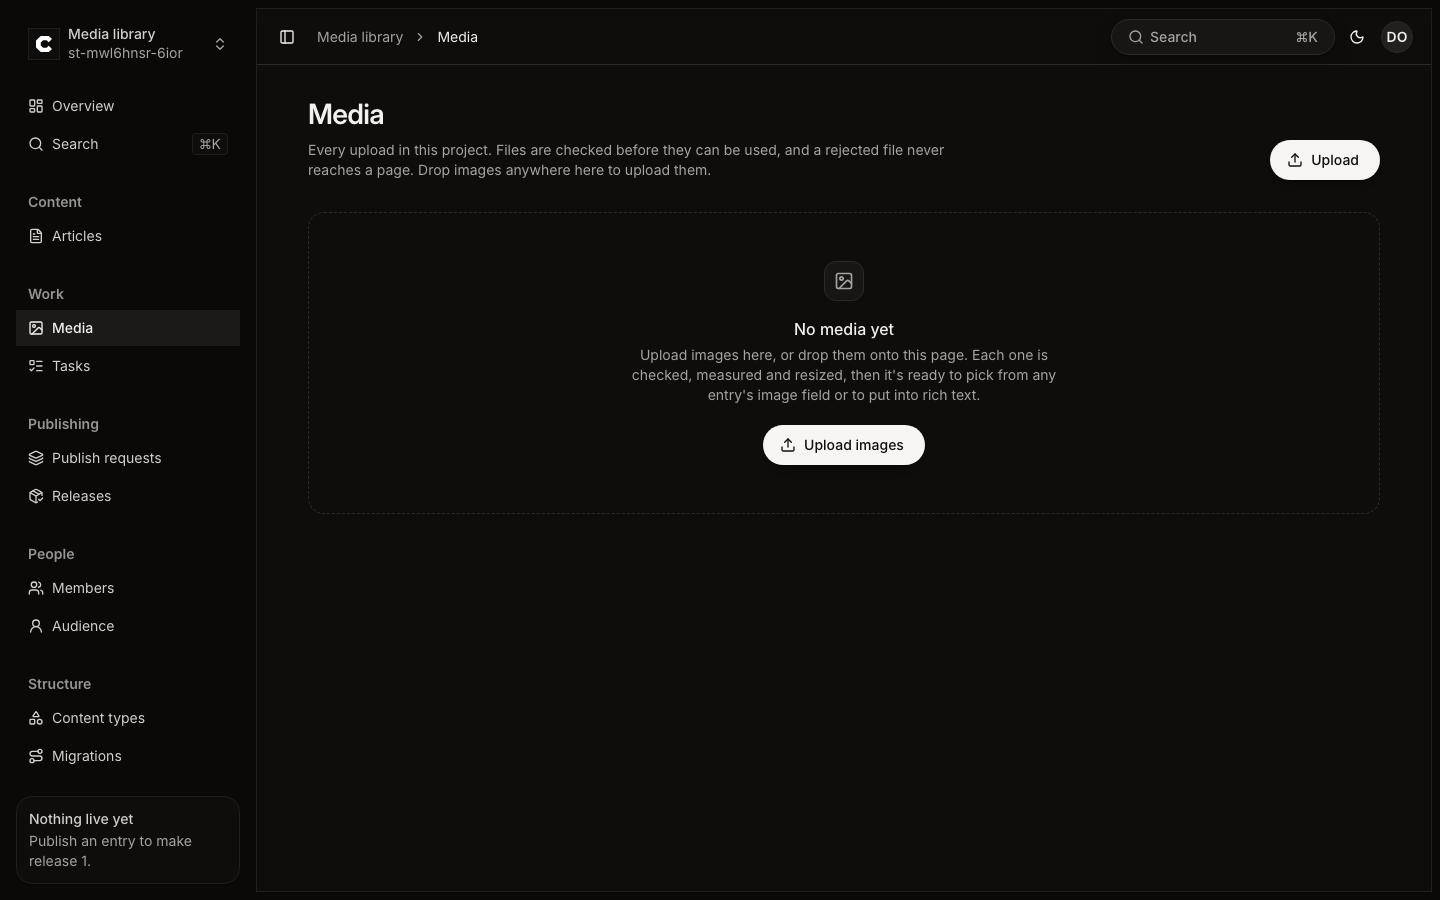 Media library
st-mwl6hnsr-6ior
Overview
Search ⌘K
Content
Articles
Work
Media
Tasks
Publishing
Publish requests
Releases
People
Members
Audience
Structure
Content types
Migrations
Nothing live yet
Publish an entry to make
release 1.
Media library > Media
Search ⌘K
DO
Media
Every upload in this project. Files are checked before they can be used, and a rejected file never
reaches a page. Drop images anywhere here to upload them.
Upload
No media yet
Upload images here, or drop them onto this page. Each one is
checked, measured and resized, then it's ready to pick from any
entry's image field or to put into rich text.
Upload images